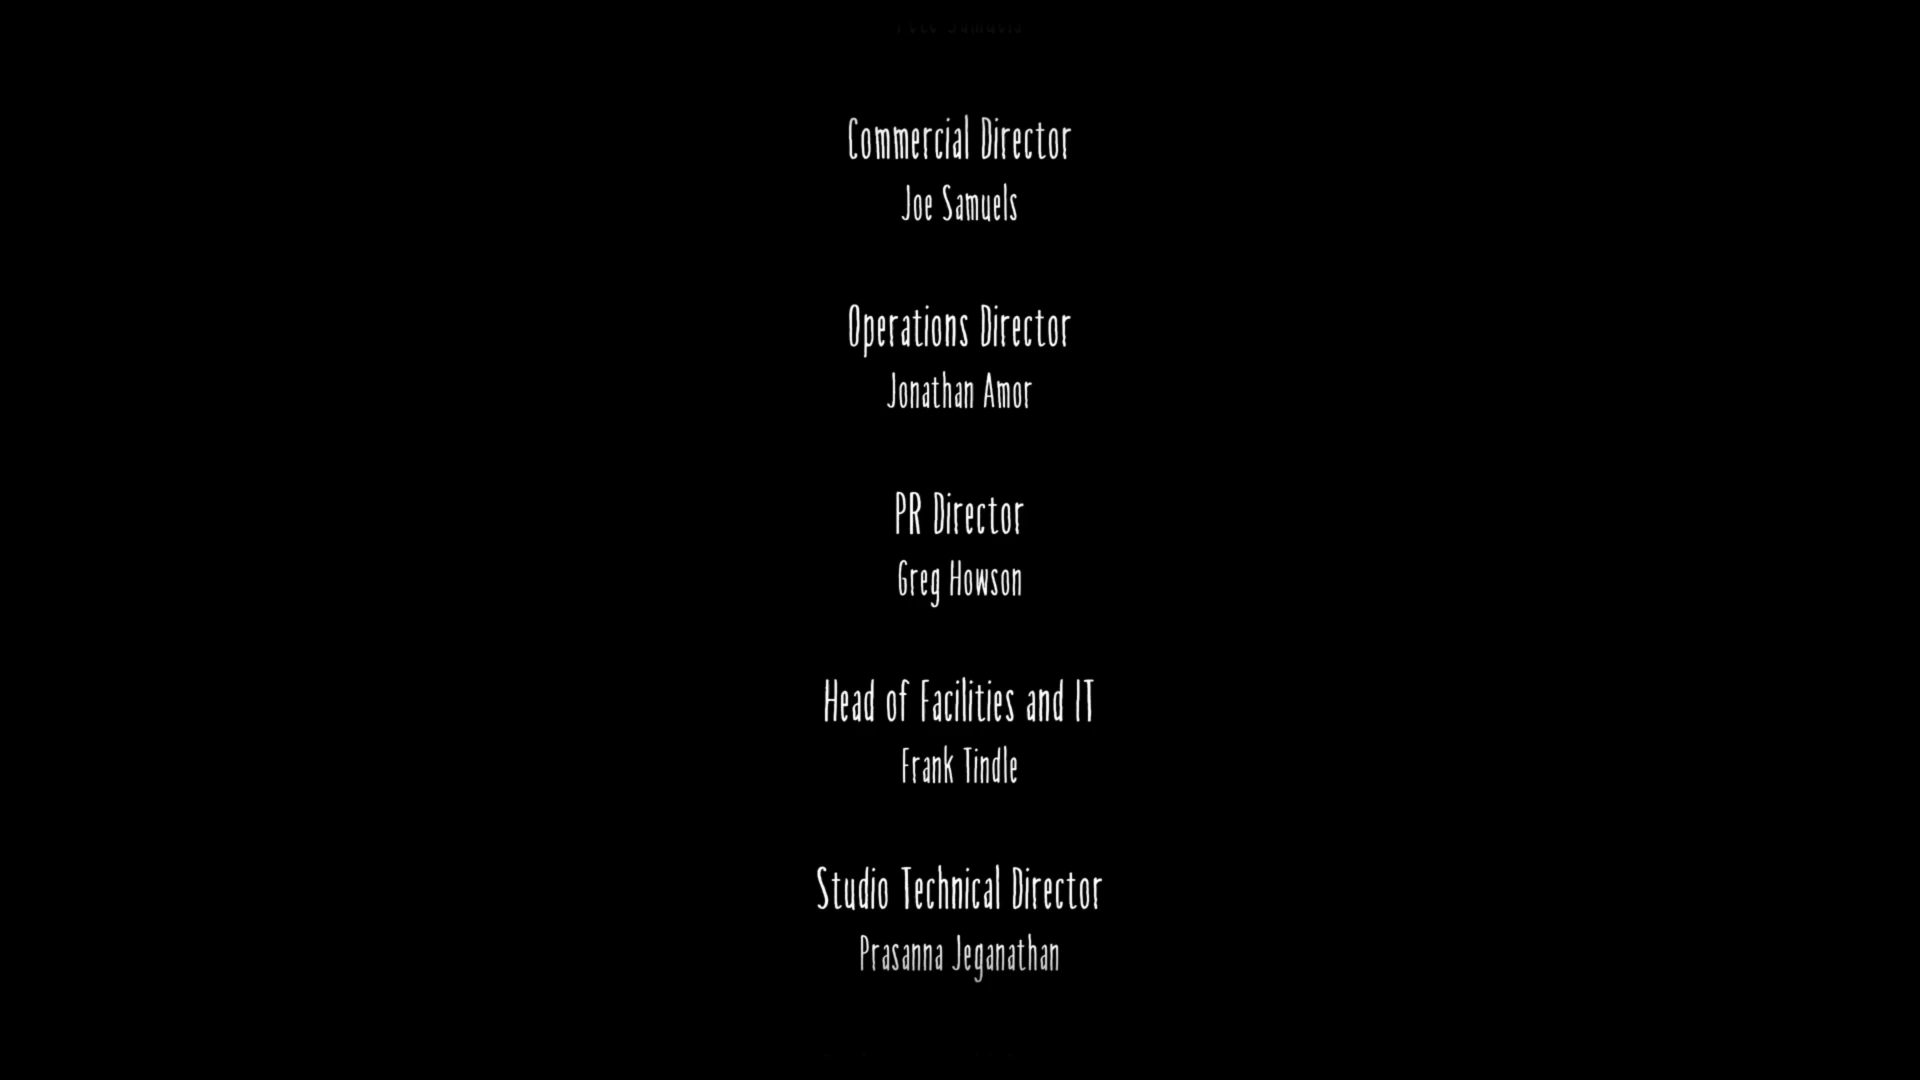 Samuels
Commercial Director
Joe Samuels
Operations Director
Jonathan Amor
PR Director
Greg Howson
Head of Facilities and IT
Frank Tindle
Studio Technical Director
Prasanna Jeganathan